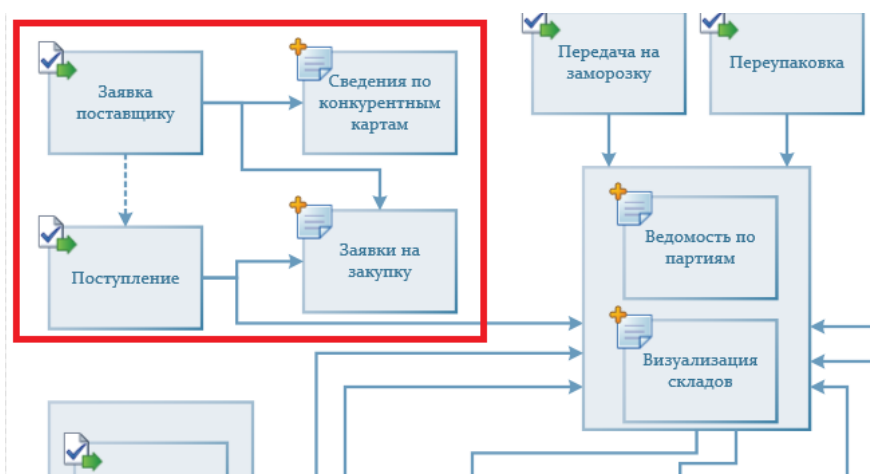 Заявка
поставщику
Сведения по
конкурентным
картам
Передача на
заморозку
Переупаковка
Поступление
Заявки на
закупку
Ведомость по
партиям
Визуализация
складов